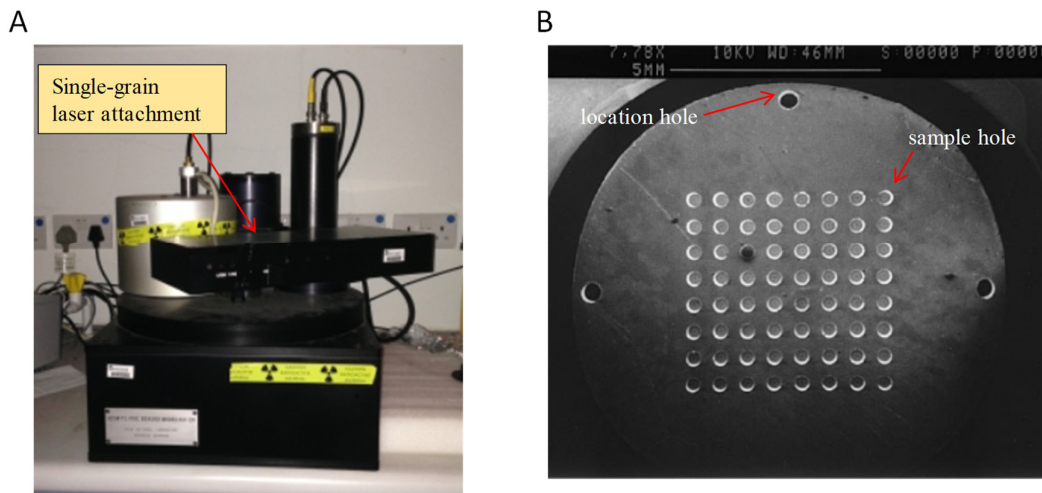 A
B
Single-grain
laser attachment
7.78X 10KV WD:46MM S:00000 P:0000
5MM
location hole
sample hole